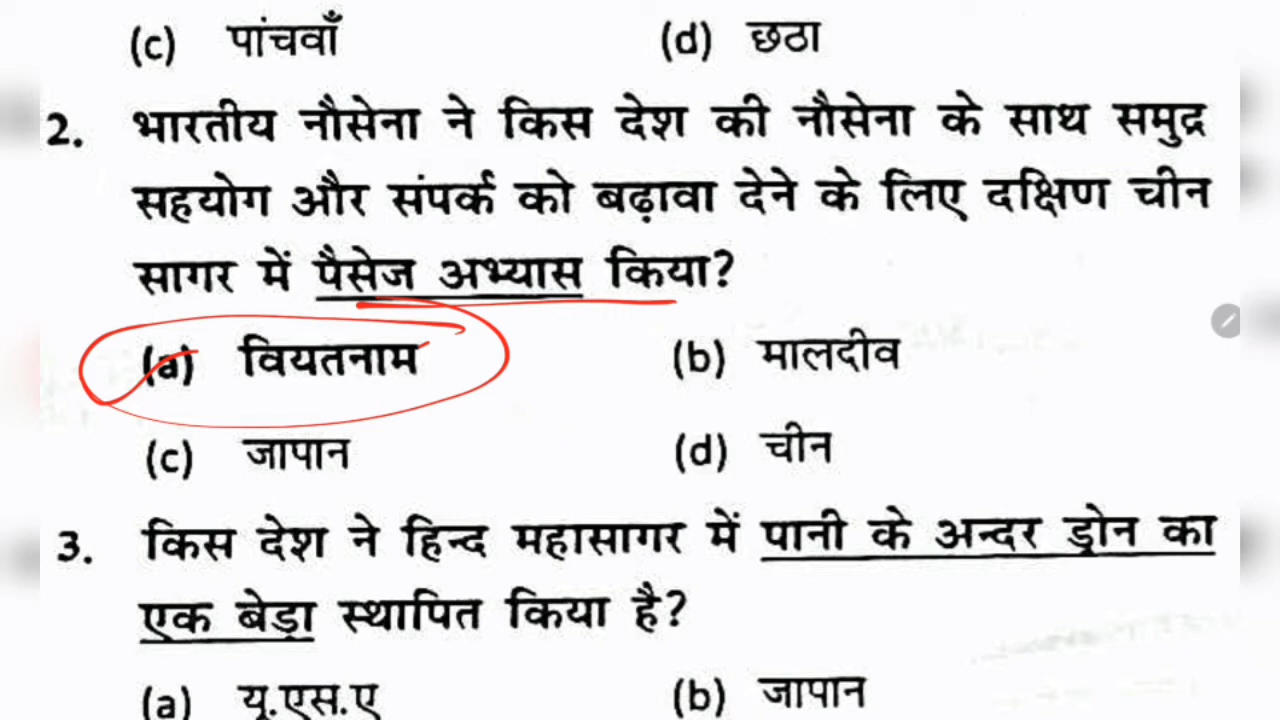 (c) पांचवाँ (d) छठा
2. भारतीय नौसेना ने किस देश की नौसेना के साथ समुद्र
सहयोग और संपर्क को बढ़ावा देने के लिए दक्षिण चीन
सागर में पैसेज अभ्यास किया?
(a) वियतनाम (b) मालदीव
(c) जापान (d) चीन
3. किस देश ने हिन्द महासागर में पानी के अन्दर ड्रोन का
एक बेड़ा स्थापित किया है?
(a) यू.एस.ए (b) जापान